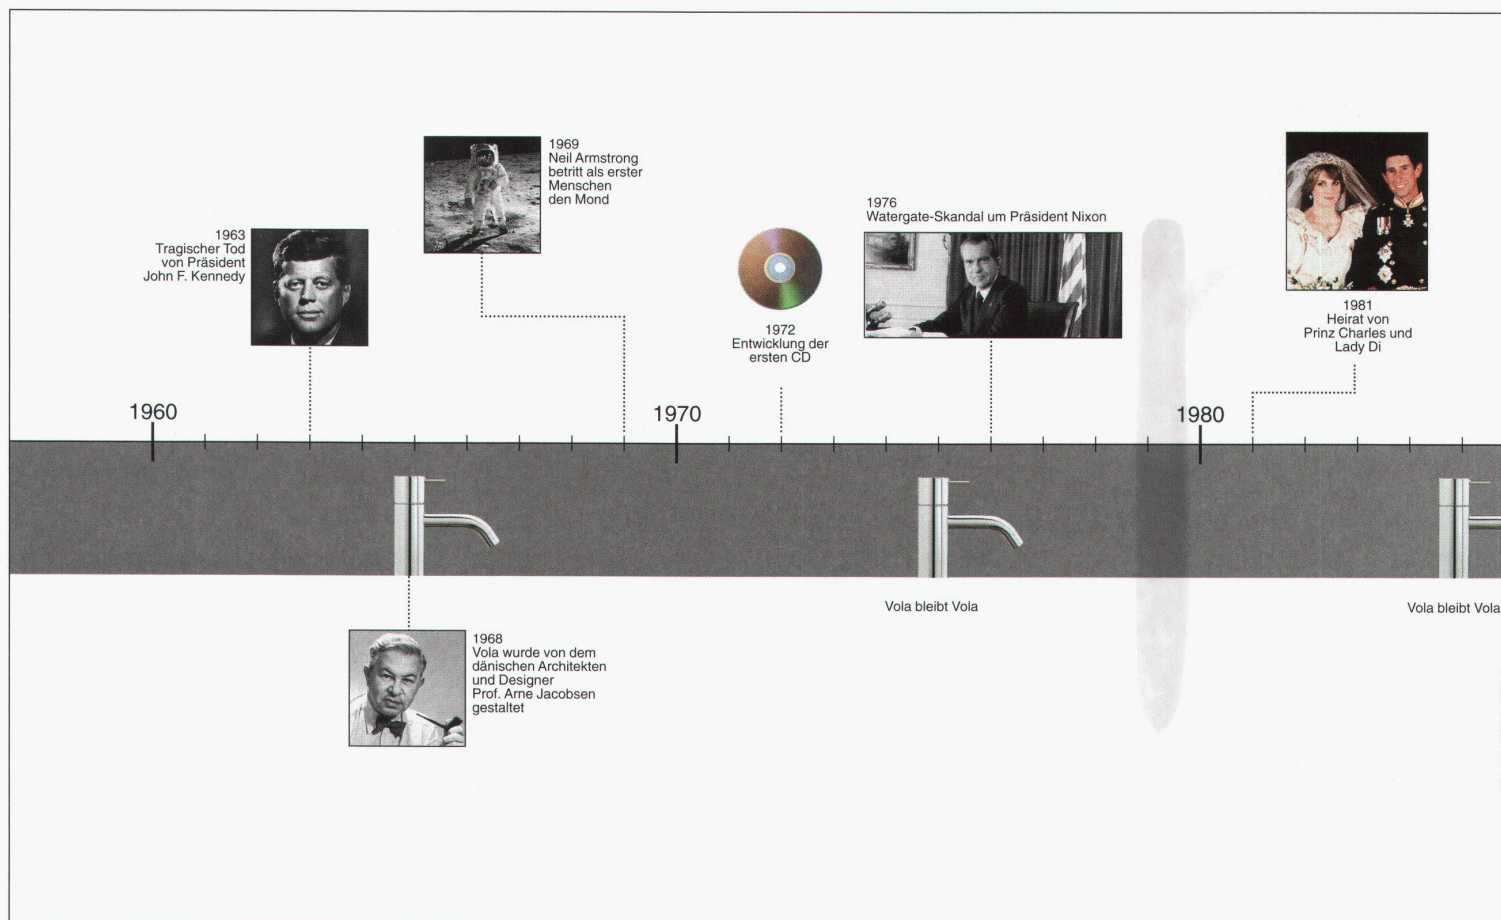 1969
Neil Armstrong
betritt als erster
Menschen
den Mond
1963
Tragischer Tod
von Präsident
John F. Kennedy
1972
Entwicklung der
ersten CD
1976
Watergate-Skandal um Präsident Nixon
1981
Heirat von
Prinz Charles und
Lady Di
1960
1970
1980
1968
Vola wurde von dem
dänischen Architekten
und Designer
Prof. Arne Jacobsen
gestaltet
Vola bleibt Vola
Vola bleibt Vola